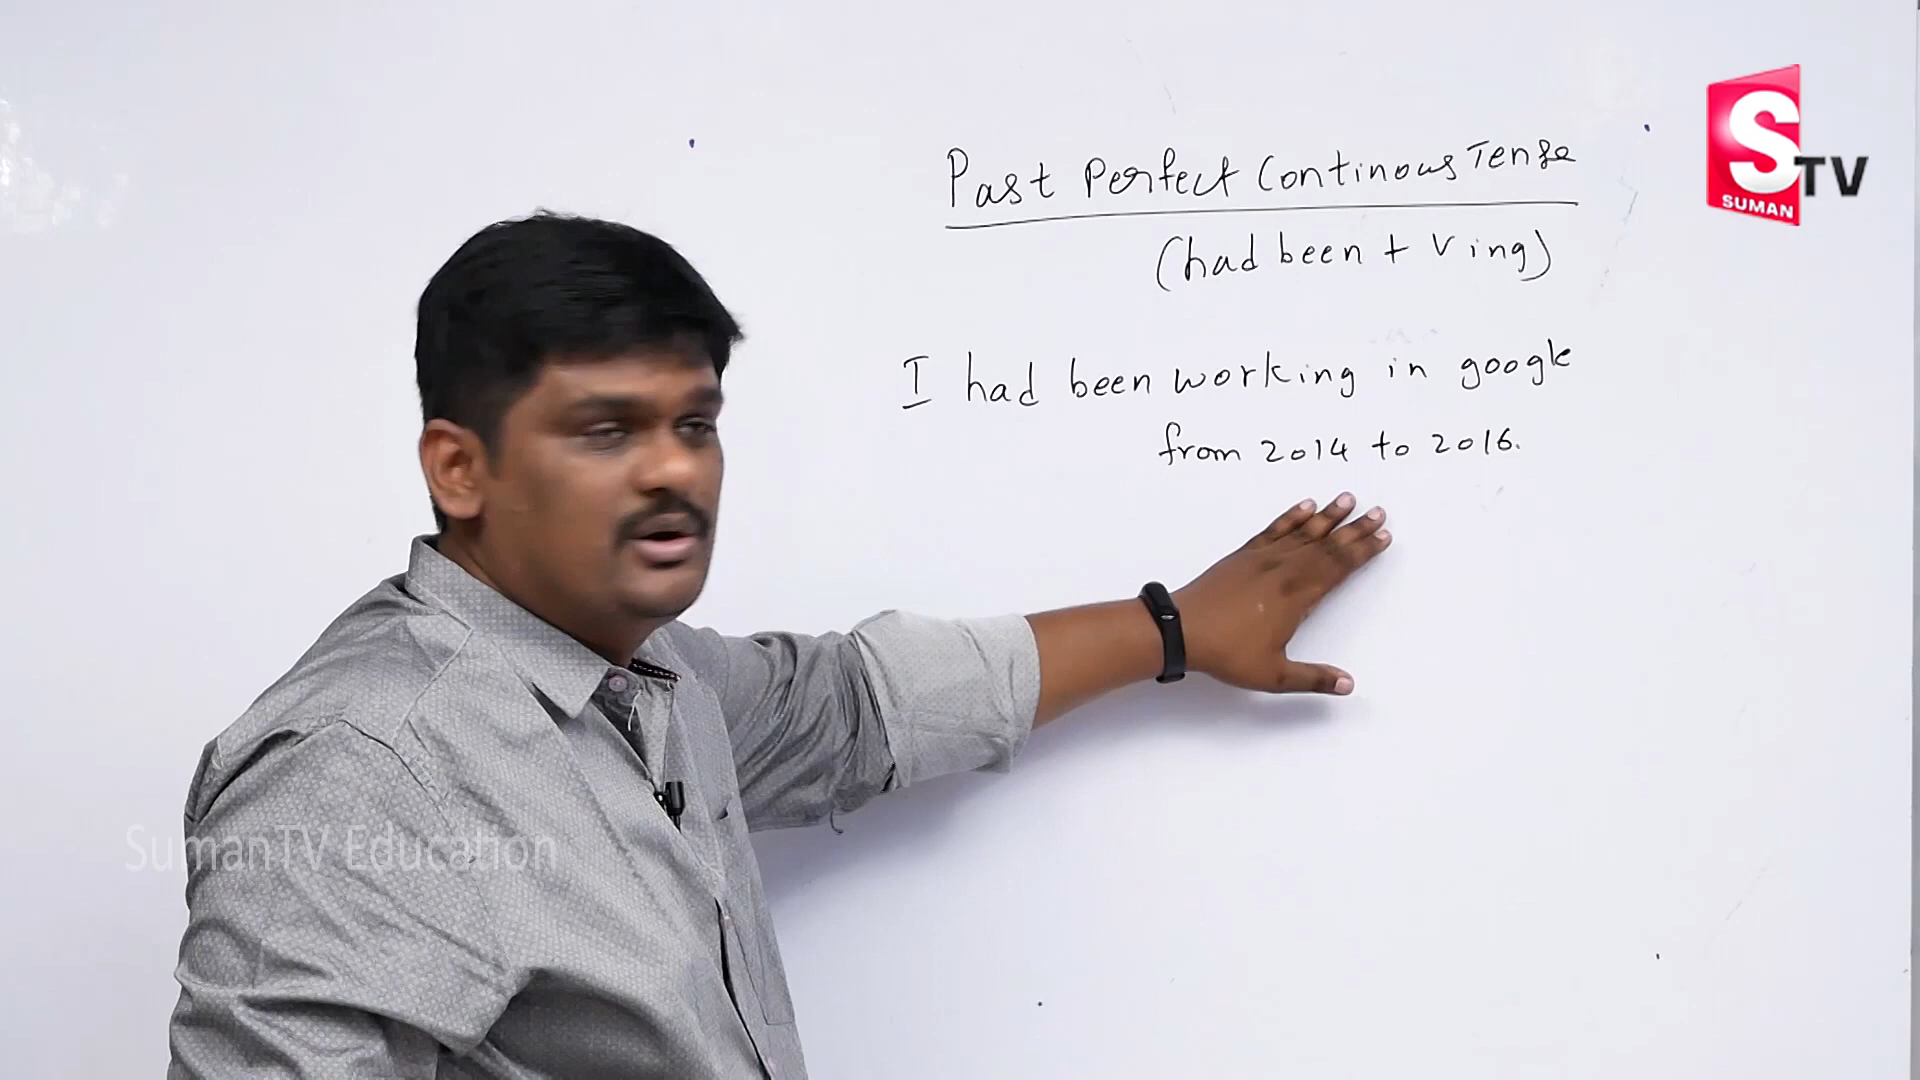 S TV
SUMAN
Past Perfect Continous Tense
(had been + V ing)
I had been working in google
from 2014 to 2016.
SumanTV Education